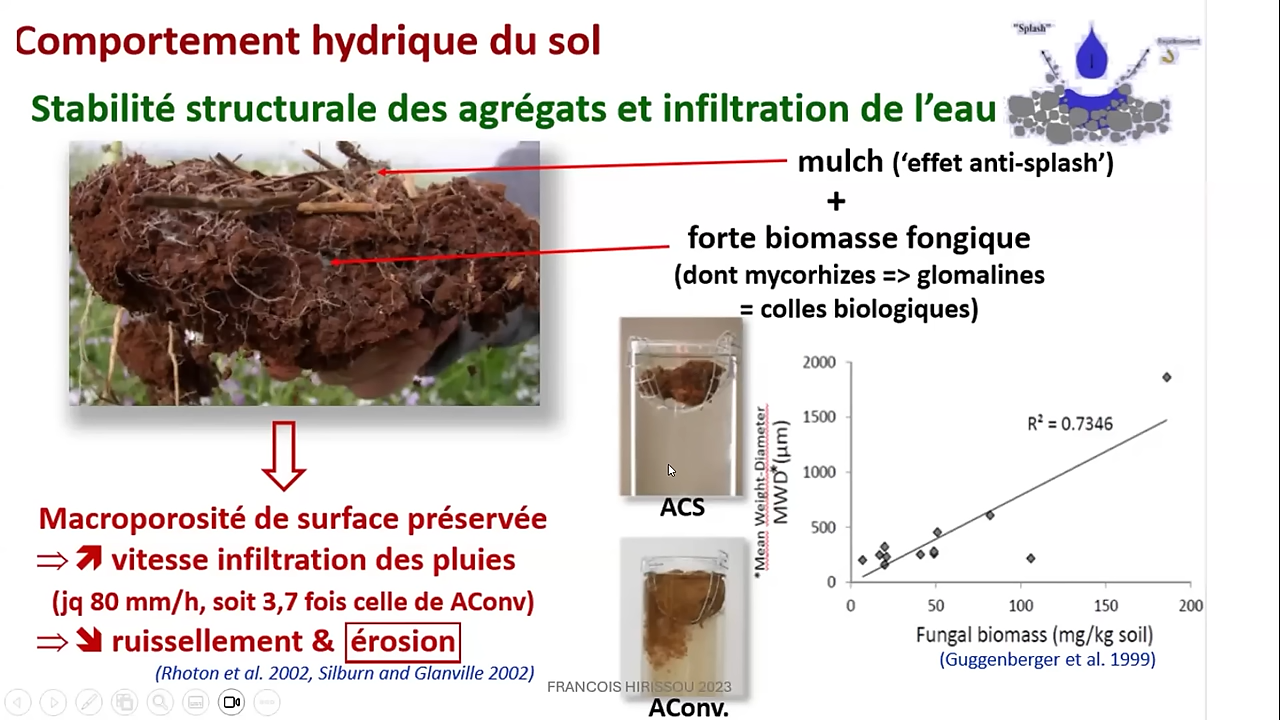 Comportement hydrique du sol
"Splash"
Stabilité structurale des agrégats et infiltration de l'eau
mulch ('effet anti-splash')
+
forte biomasse fongique
(dont mycorhizes => glomalines
= colles biologiques)
ACS
AConv.
Macroporosité de surface préservée
⇒ ↗ vitesse infiltration des pluies
(jq 80 mm/h, soit 3,7 fois celle de AConv)
⇒ ↘ ruissellement & érosion
(Rhoton et al. 2002, Silburn and Glanville 2002)
*Mean Weight-Diameter
MWD*(µm)
2000
1500
1000
500
0
R² = 0.7346
0 50 100 150 200
Fungal biomass (mg/kg soil)
(Guggenberger et al. 1999)
FRANCOIS HIRISSOU 2023